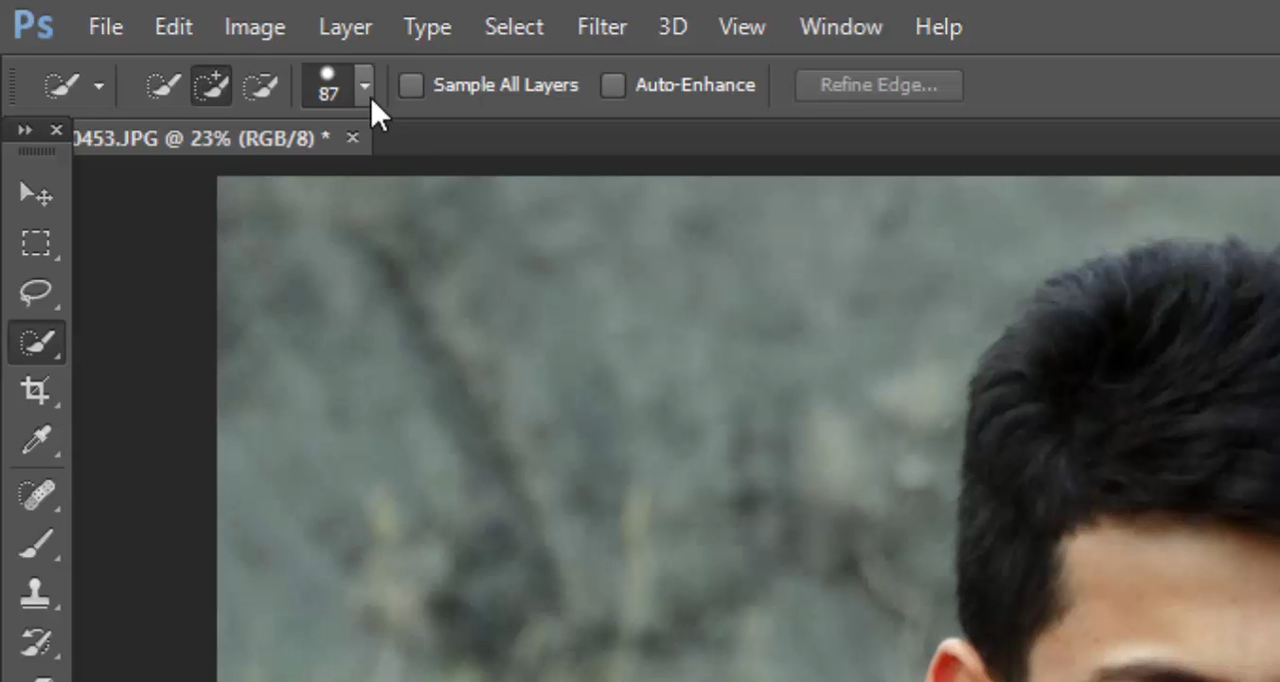 Ps File Edit Image Layer Type Select Filter 3D View Window Help
87 Sample All Layers Auto-Enhance Refine Edge...
0453.JPG @ 23% (RGB/8) *